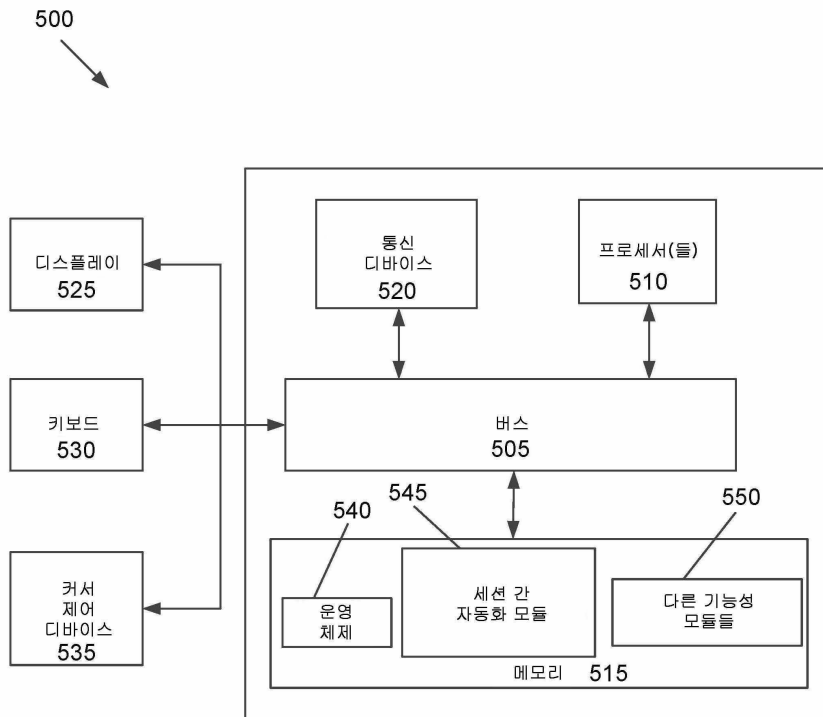 500
디스플레이
525
통신
디바이스
520
프로세서(들)
510
키보드
530
버스
505
커서
제어
디바이스
535
540
545
550
운영
체제
세션 간
자동화 모듈
다른 기능성
모듈들
메모리 515